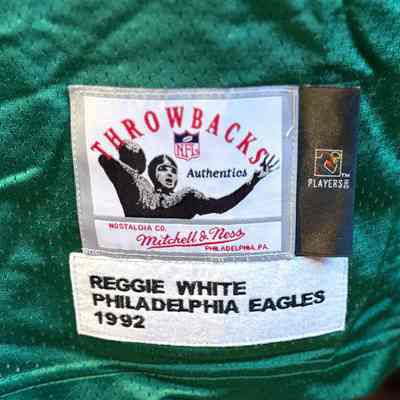 THROWBACKS
NFL
Authentics
NOSTALGIA CO.
Mitchell & Ness
PHILADELPHIA, PA.
PLAYERS
REGGIE WHITE
PHILADELPHIA EAGLES
1992